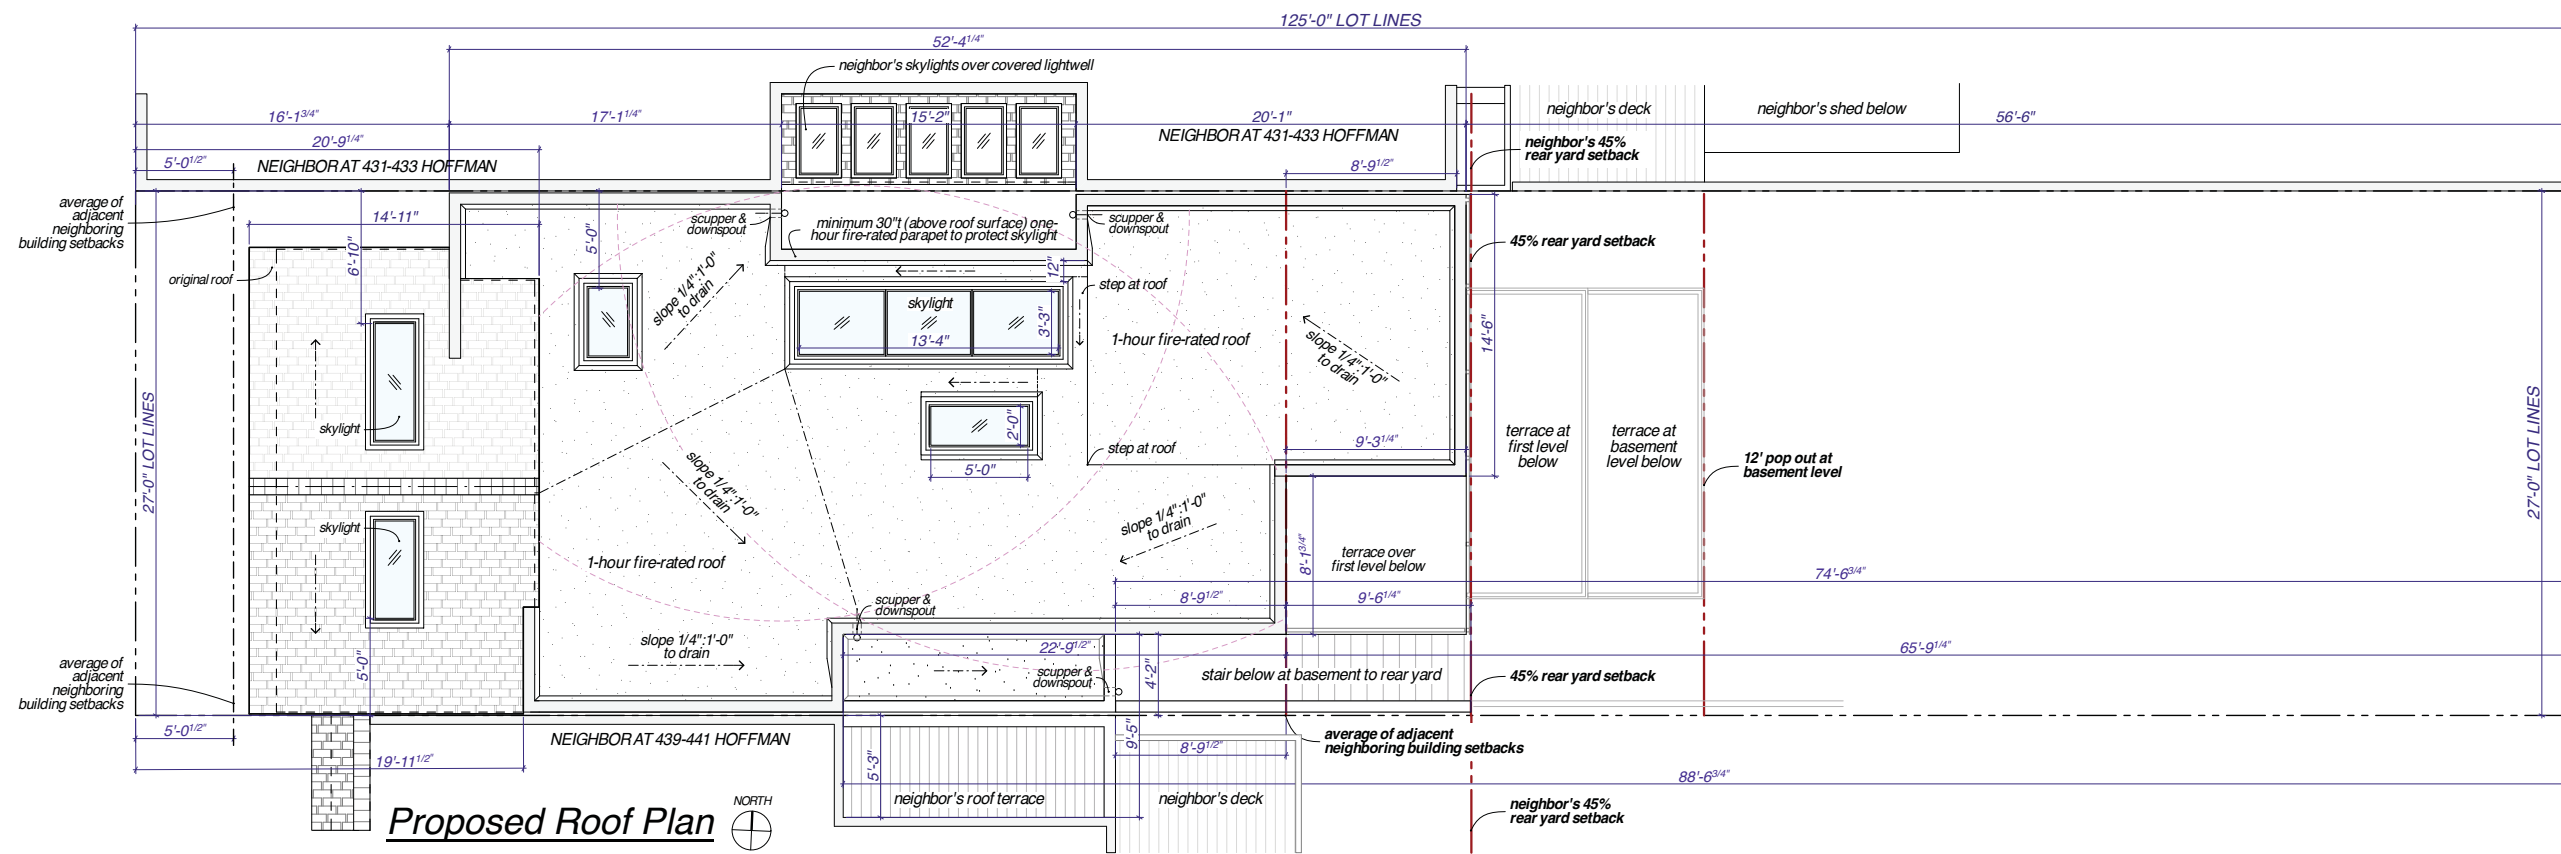 125'-0" LOT LINES
52'-4 1/4"
neighbor's skylights over covered lightwell
16'-1 3/4"
17'-1 1/4"
15'-2"
20'-1"
56'-6"
neighbor's deck
neighbor's shed below
20'-9 1/4"
NEIGHBOR AT 431-433 HOFFMAN
neighbor's 45%
rear yard setback
5'-0 1/2"
NEIGHBOR AT 431-433 HOFFMAN
8'-9 1/2"
average of
adjacent
neighboring
building setbacks
14'-11"
6'-10"
5'-0"
scupper &
downspout
minimum 30"t (above roof surface) one-
hour fire-rated parapet to protect skylight
scupper &
downspout
45% rear yard setback
original roof
slope 1/4":1'-0"
to drain
12"
step at roof
skylight
3'-3"
13'-4"
1-hour fire-rated roof
slope 1/4":1'-0"
to drain
14'-6"
27'-0" LOT LINES
skylight
2'-0"
5'-0"
step at roof
9'-3 1/4"
terrace at
first level
below
terrace at
basement
level below
12' pop out at
basement level
27'-0" LOT LINES
slope 1/4":1'-0"
to drain
slope 1/4":1'-0"
to drain
skylight
1-hour fire-rated roof
8'-1 3/4"
terrace over
first level below
74'-6 3/4"
scupper &
downspout
8'-9 1/2"
9'-6 1/4"
slope 1/4":1'-0"
to drain
22'-9 1/2"
65'-9 1/4"
average of
adjacent
neighboring
building setbacks
5'-0"
scupper &
downspout
4'-2"
stair below at basement to rear yard
45% rear yard setback
5'-0 1/2"
NEIGHBOR AT 439-441 HOFFMAN
9'-5"
8'-9 1/2"
average of adjacent
neighboring building setbacks
19'-11 1/2"
5'-3"
88'-6 3/4"
neighbor's roof terrace
neighbor's deck
neighbor's 45%
rear yard setback
Proposed Roof Plan
NORTH